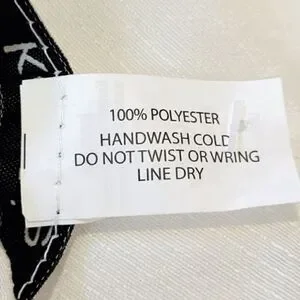 100% POLYESTER
HANDWASH COLD
DO NOT TWIST OR WRING
LINE DRY